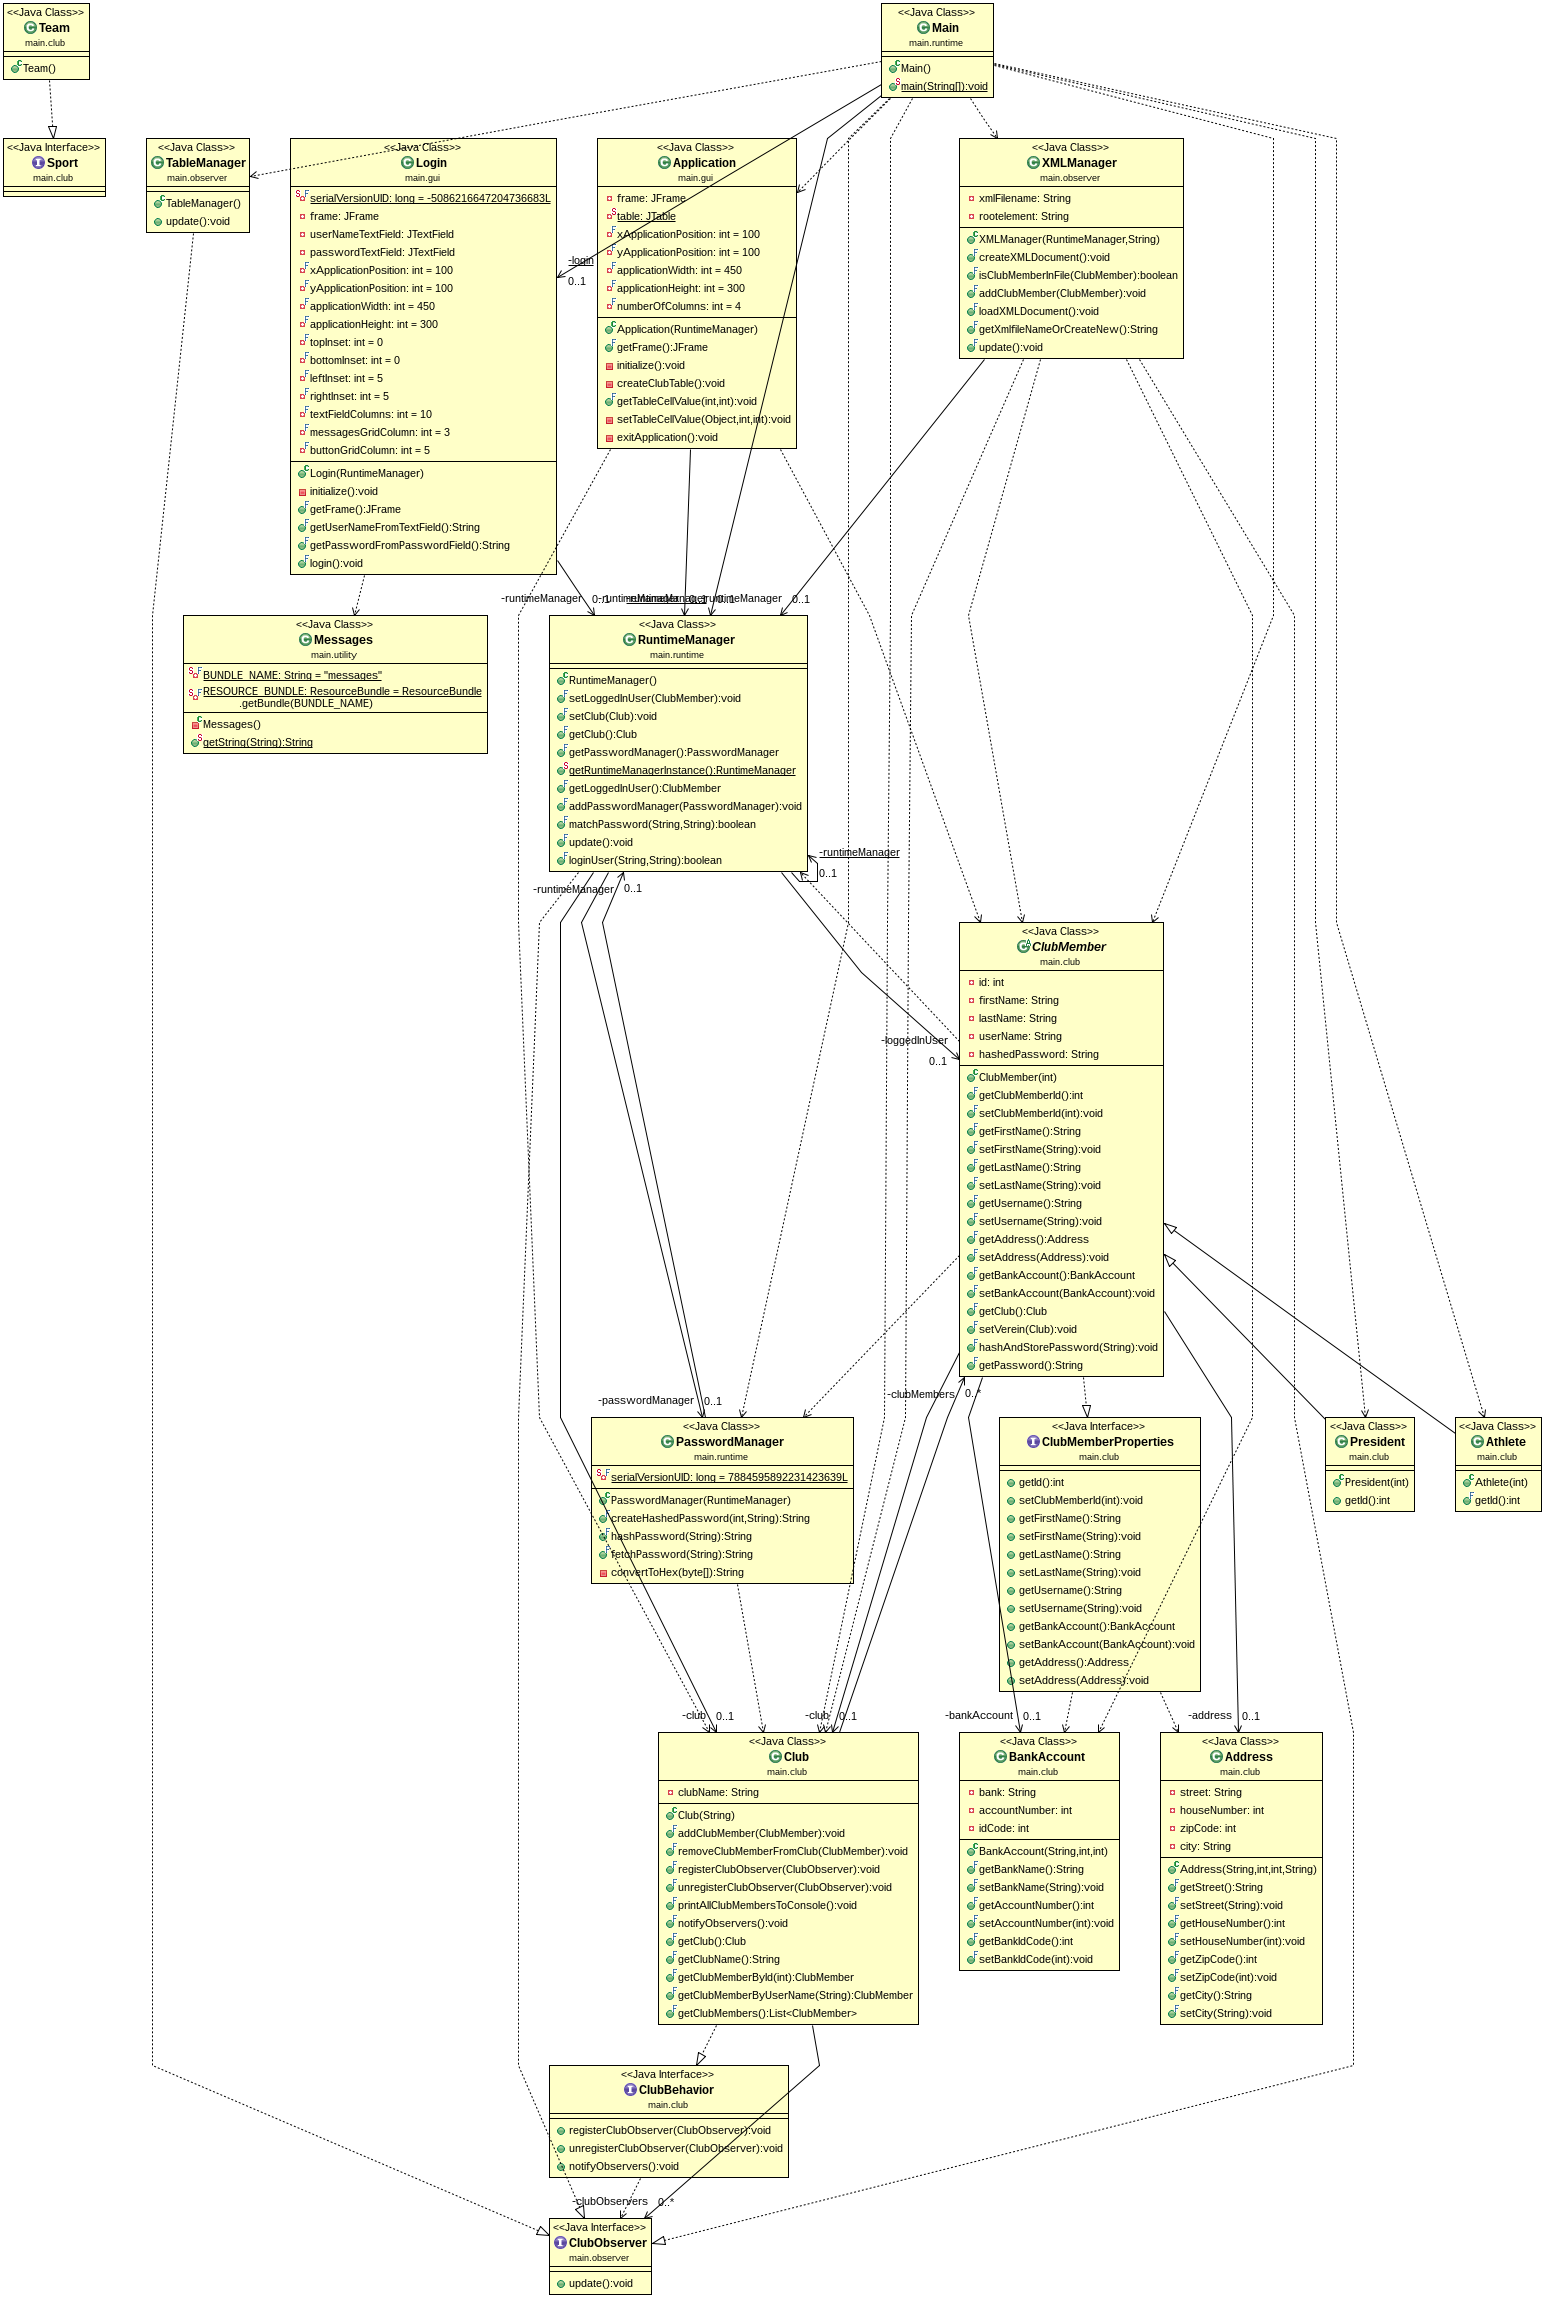 <<Java Class>>
Team
main.club
Team()
<<Java Class>>
Main
main.runtime
Main()
main(String[]):void
<<Java Interface>>
Sport
main.club
<<Java Class>>
TableManager
main.observer
TableManager()
update():void
<<Java Class>>
Login
main.gui
serialVersionUID: long = -5086216647204736683L
frame: JFrame
userNameTextField: JTextField
passwordTextField: JTextField
xApplicationPosition: int = 100
yApplicationPosition: int = 100
applicationWidth: int = 450
applicationHeight: int = 300
topInset: int = 0
bottomInset: int = 0
leftInset: int = 5
rightInset: int = 5
textFieldColumns: int = 10
messagesGridColumn: int = 3
buttonGridColumn: int = 5
Login(RuntimeManager)
initialize():void
getFrame():JFrame
getUserNameFromTextField():String
getPasswordFromPasswordField():String
login():void
-login
0..1
<<Java Class>>
Application
main.gui
frame: JFrame
table: JTable
xApplicationPosition: int = 100
yApplicationPosition: int = 100
applicationWidth: int = 450
applicationHeight: int = 300
numberOfColumns: int = 4
Application(RuntimeManager)
getFrame():JFrame
initialize():void
createClubTable():void
getTableCellValue(int,int):void
setTableCellValue(Object,int,int):void
exitApplication():void
<<Java Class>>
XMLManager
main.observer
xmlFilename: String
rootelement: String
XMLManager(RuntimeManager,String)
createXMLDocument():void
isClubMemberInFile(ClubMember):boolean
addClubMember(ClubMember):void
loadXMLDocument():void
getXmlfileNameOrCreateNew():String
update():void
-runtimeManager
0..1
-runtimeManager
0..1
-runtimeManager
0..1
-runtimeManager
0..1
<<Java Class>>
Messages
main.utility
BUNDLE_NAME: String = "messages"
RESOURCE_BUNDLE: ResourceBundle = ResourceBundle
.getBundle(BUNDLE_NAME)
Messages()
getString(String):String
<<Java Class>>
RuntimeManager
main.runtime
RuntimeManager()
setLoggedInUser(ClubMember):void
setClub(Club):void
getClub():Club
getPasswordManager():PasswordManager
getRuntimeManagerInstance():RuntimeManager
getLoggedInUser():ClubMember
addPasswordManager(PasswordManager):void
matchPassword(String,String):boolean
update():void
loginUser(String,String):boolean
-runtimeManager
0..1
-runtimeManager
0..1
<<Java Class>>
ClubMember
main.club
id: int
firstName: String
lastName: String
userName: String
hashedPassword: String
ClubMember(int)
getClubMemberId():int
setClubMemberId(int):void
getFirstName():String
setFirstName(String):void
getLastName():String
setLastName(String):void
getUsername():String
setUsername(String):void
getAddress():Address
setAddress(Address):void
getBankAccount():BankAccount
setBankAccount(BankAccount):void
getClub():Club
setVerein(Club):void
hashAndStorePassword(String):void
getPassword():String
-loggedInUser
0..1
-passwordManager
0..1
-clubMembers
0..*
<<Java Class>>
PasswordManager
main.runtime
serialVersionUID: long = 7884595892231423639L
PasswordManager(RuntimeManager)
createHashedPassword(int,String):String
hashPassword(String):String
fetchPassword(String):String
convertToHex(byte[]):String
<<Java Interface>>
ClubMemberProperties
main.club
getId():int
setClubMemberId(int):void
getFirstName():String
setFirstName(String):void
getLastName():String
setLastName(String):void
getUsername():String
setUsername(String):void
getBankAccount():BankAccount
setBankAccount(BankAccount):void
getAddress():Address
setAddress(Address):void
<<Java Class>>
President
main.club
President(int)
getId():int
<<Java Class>>
Athlete
main.club
Athlete(int)
getId():int
-club
0..1
-club
0..1
-bankAccount
0..1
-address
0..1
<<Java Class>>
Club
main.club
clubName: String
Club(String)
addClubMember(ClubMember):void
removeClubMemberFromClub(ClubMember):void
registerClubObserver(ClubObserver):void
unregisterClubObserver(ClubObserver):void
printAllClubMembersToConsole():void
notifyObservers():void
getClub():Club
getClubName():String
getClubMemberById(int):ClubMember
getClubMemberByUserName(String):ClubMember
getClubMembers():List<ClubMember>
<<Java Class>>
BankAccount
main.club
bank: String
accountNumber: int
idCode: int
BankAccount(String,int,int)
getBankName():String
setBankName(String):void
getAccountNumber():int
setAccountNumber(int):void
getBankIdCode():int
setBankIdCode(int):void
<<Java Class>>
Address
main.club
street: String
houseNumber: int
zipCode: int
city: String
Address(String,int,int,String)
getStreet():String
setStreet(String):void
getHouseNumber():int
setHouseNumber(int):void
getZipCode():int
setZipCode(int):void
getCity():String
setCity(String):void
<<Java Interface>>
ClubBehavior
main.club
registerClubObserver(ClubObserver):void
unregisterClubObserver(ClubObserver):void
notifyObservers():void
-clubObservers
0..*
<<Java Interface>>
ClubObserver
main.observer
update():void